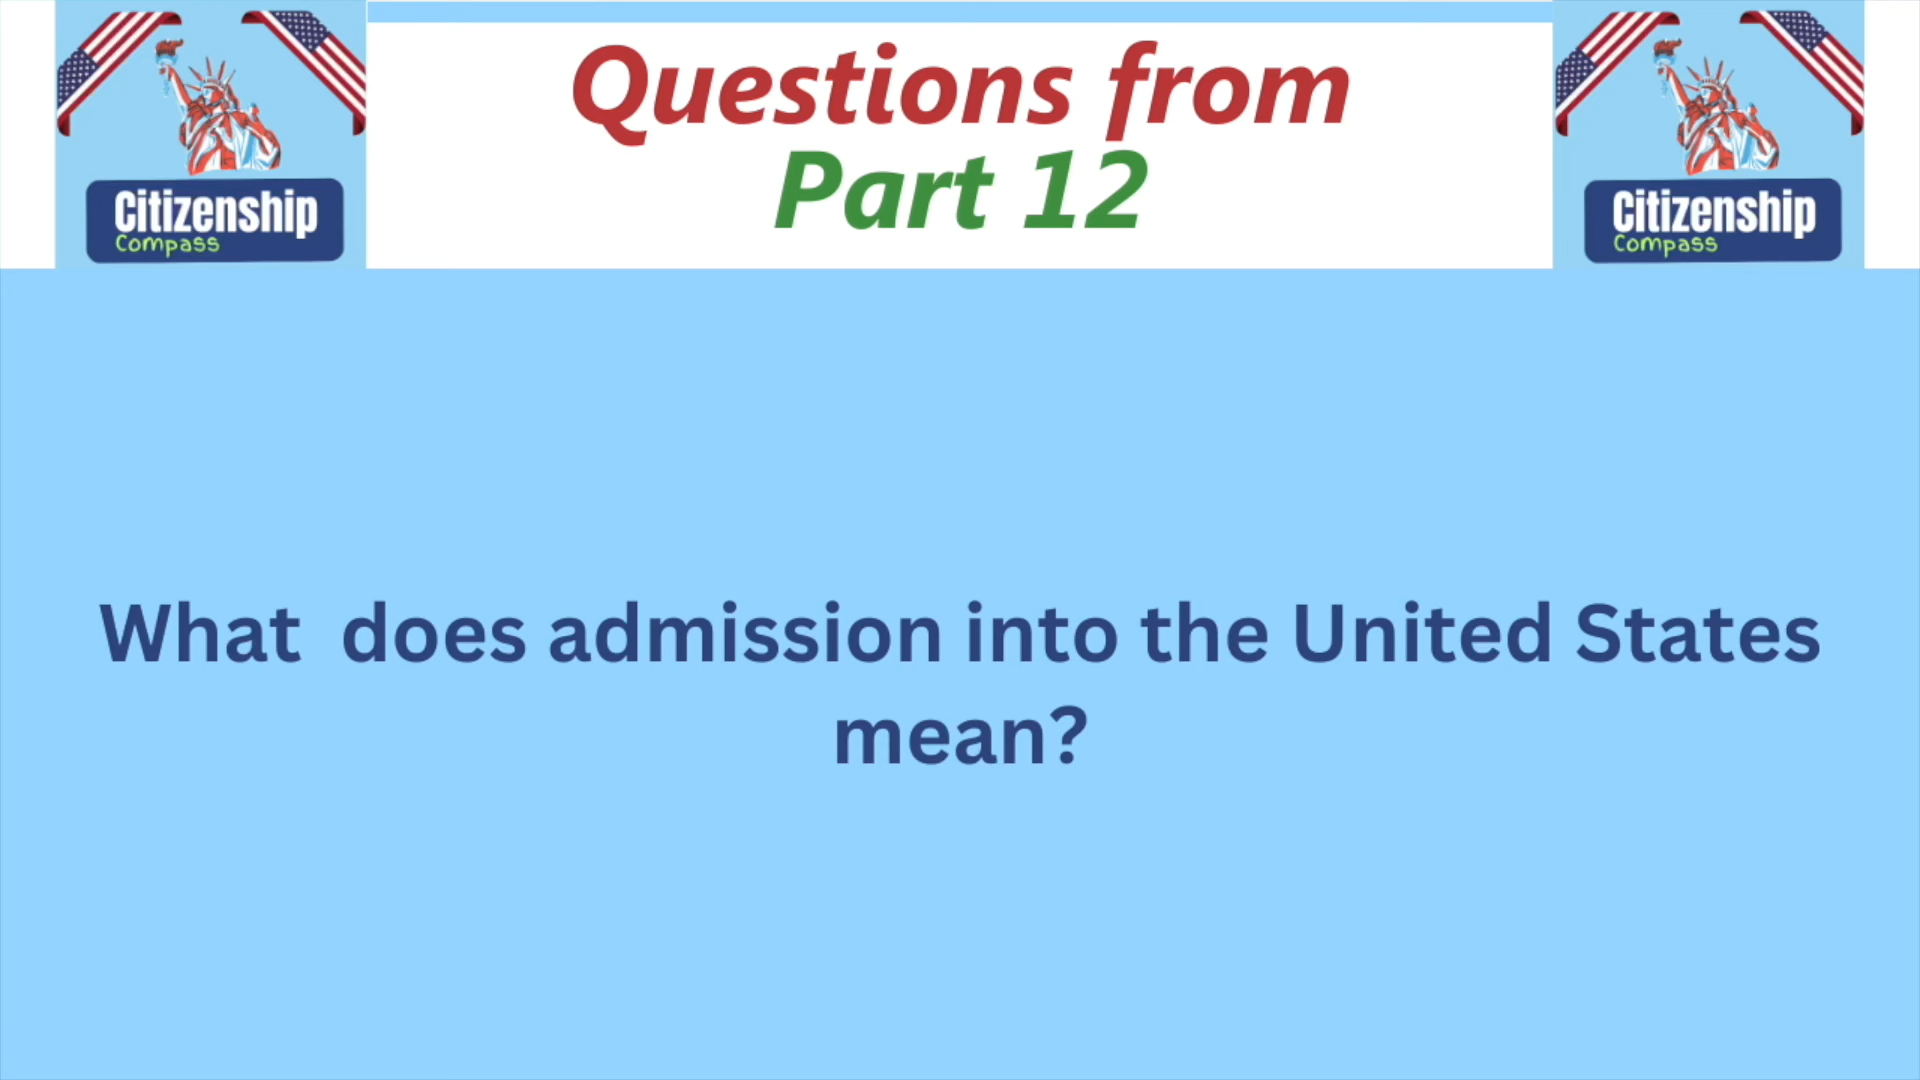 Questions from
Part 12
Citizenship
Compass
Citizenship
Compass
What does admission into the United States
mean?